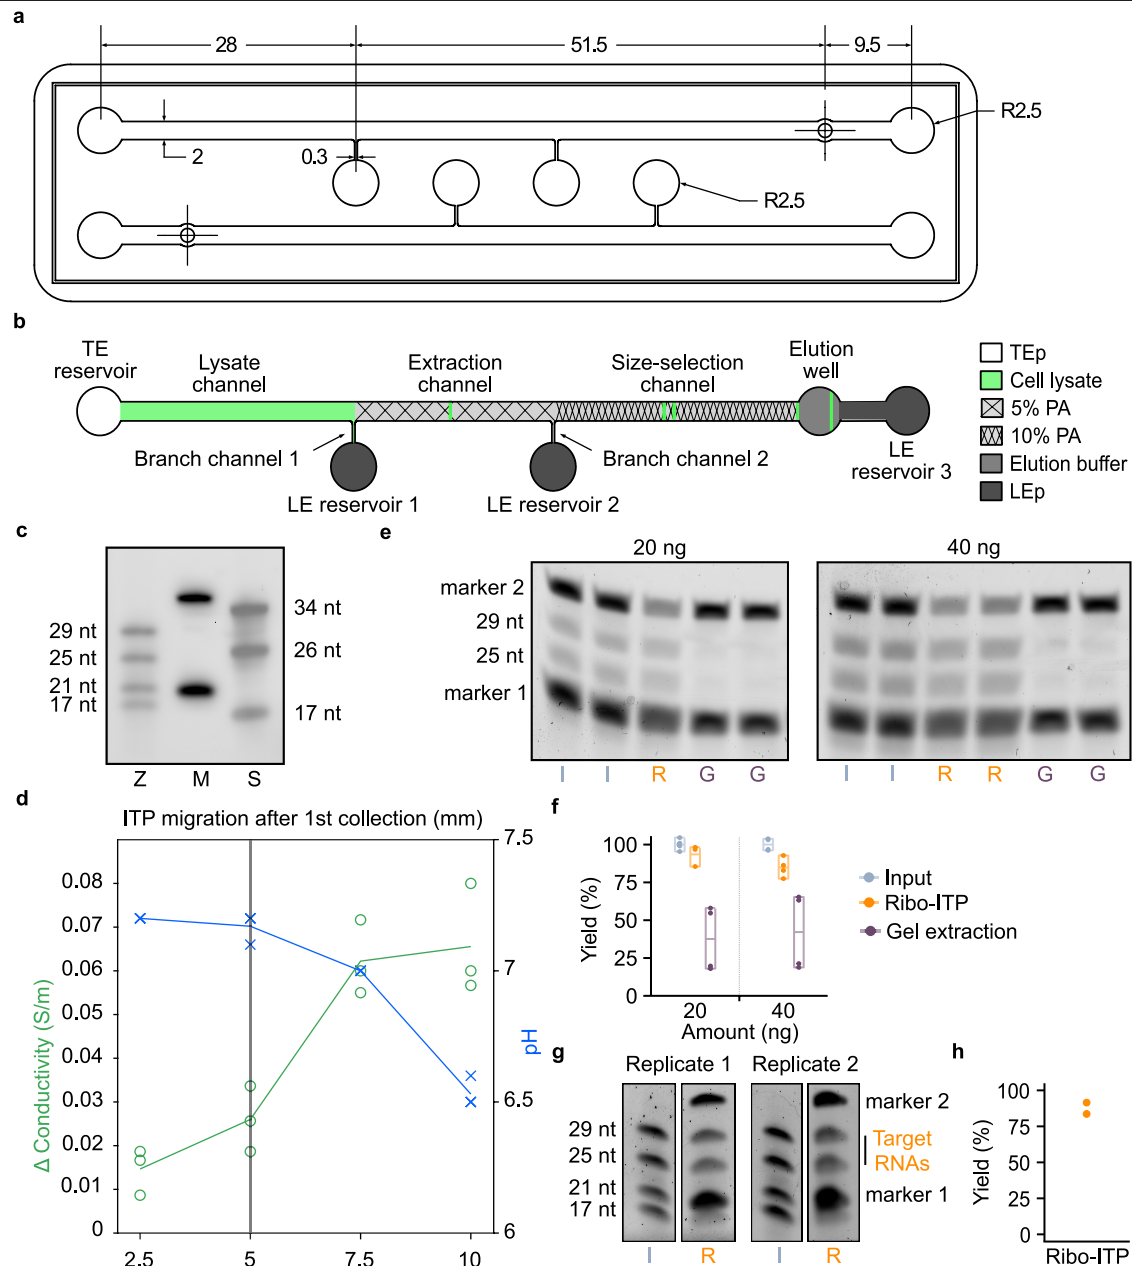 a
28
51.5
9.5
R2.5
2
0.3
R2.5
b
TE
reservoir
Lysate
channel
Extraction
channel
Size-selection
channel
Elution
well
TEp
Cell lysate
5% PA
10% PA
Elution buffer
LEp
Branch channel 1
Branch channel 2
LE
reservoir 3
LE reservoir 1
LE reservoir 2
c
29 nt
25 nt
21 nt
17 nt
34 nt
26 nt
17 nt
Z M S
e
20 ng
40 ng
marker 2
29 nt
25 nt
marker 1
I I R G G
I I R R G G
d
ITP migration after 1st collection (mm)
7.5
7
6.5
6
pH
0.08
0.07
0.06
0.05
0.04
0.03
0.02
0.01
0
Δ Conductivity (S/m)
2.5 5 7.5 10
f
100
75
50
25
0
Yield (%)
20 40
Amount (ng)
Input
Ribo-ITP
Gel extraction
g
Replicate 1 Replicate 2
29 nt
25 nt
21 nt
17 nt
marker 2
Target
RNAs
marker 1
I R I R
h
100
75
50
25
0
Yield (%)
Ribo-ITP